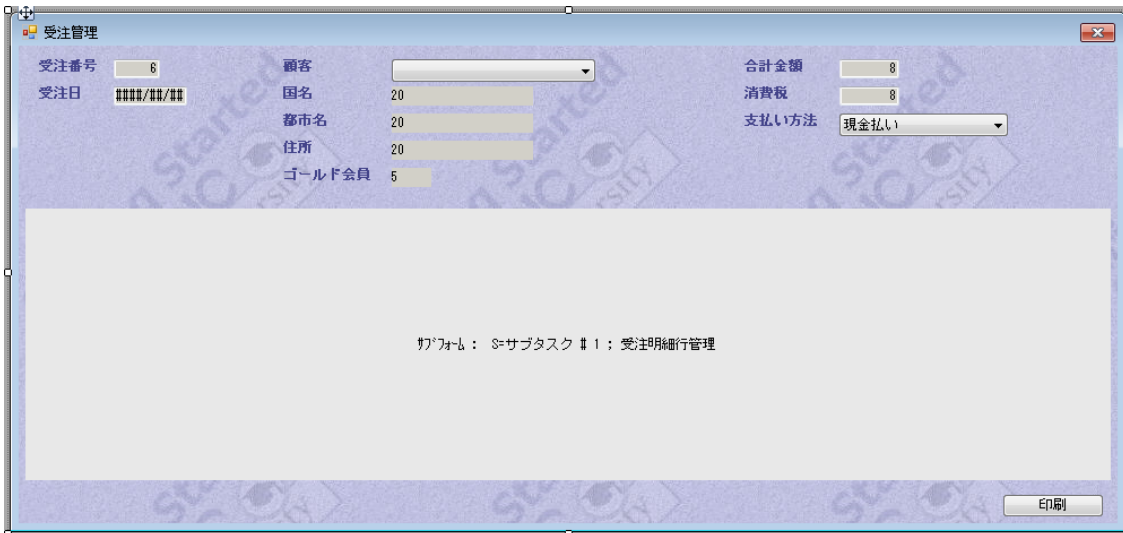 受注管理
受注番号 6 顧客 合計金額 8
受注日 ####/##/## 国名 20 消費税 8
都市名 20 支払い方法 現金払い
住所 20
ゴールド会員 5
ｻﾌﾞﾌｫｰﾑ : S=サブタスク # 1 ; 受注明細行管理
印刷